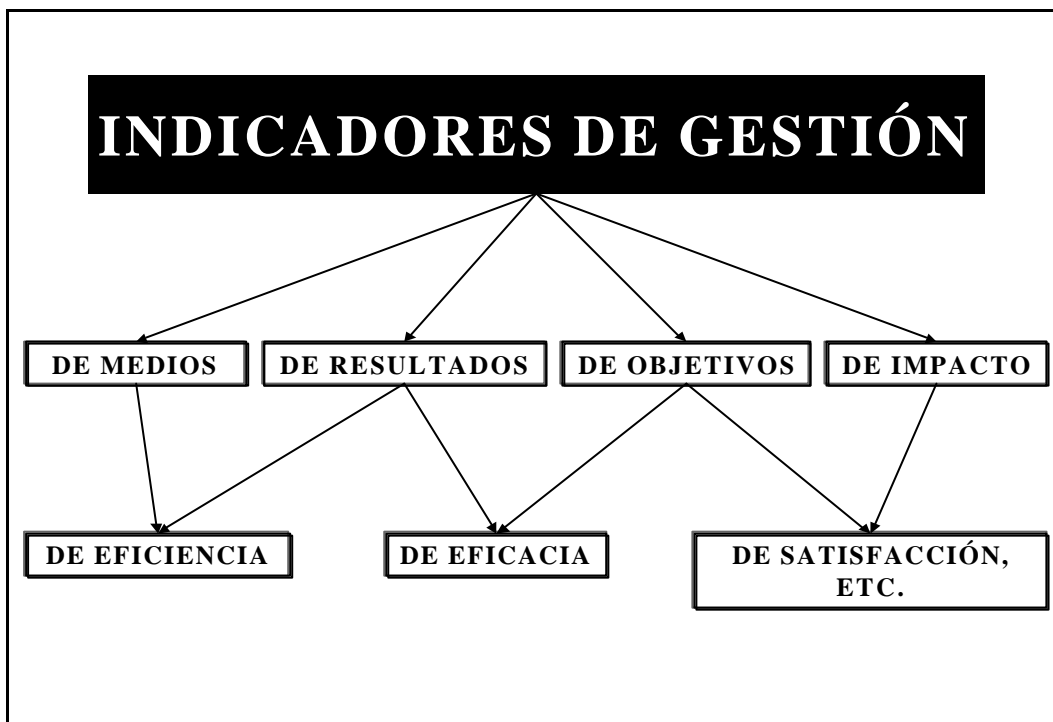 INDICADORES DE GESTIÓN
DE MEDIOS
DE RESULTADOS
DE OBJETIVOS
DE IMPACTO
DE EFICIENCIA
DE EFICACIA
DE SATISFACCIÓN,
ETC.